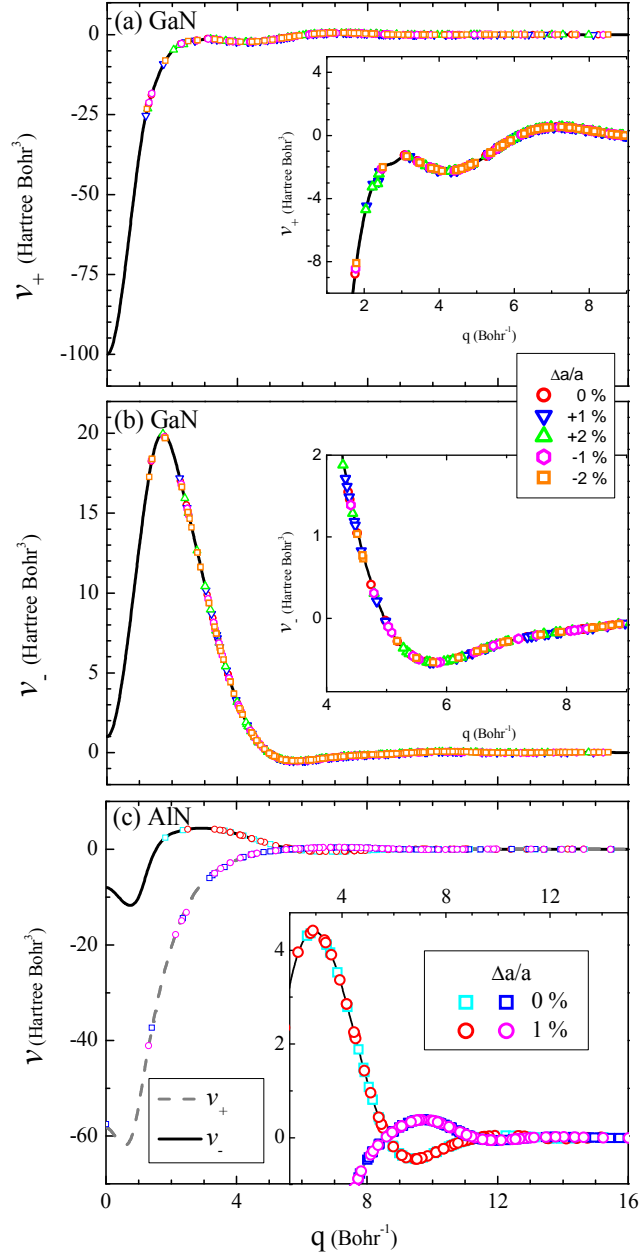 (a) GaN
0
-25
-50
-75
-100
v+ (Hartree Bohr³)
4
0
-4
-8
v+ (Hartree Bohr³)
2 4 6 8
q (Bohr⁻¹)
Δa/a
0 %
+1 %
+2 %
-1 %
-2 %
(b) GaN
20
15
10
5
0
v- (Hartree Bohr³)
2
1
0
v- (Hartree Bohr³)
4 6 8
q (Bohr⁻¹)
(c) AlN
0
-20
-40
-60
v (Hartree Bohr³)
4 8 12
4
2
0
Δa/a
0 %
1 %
v+
v-
0 4 8 12 16
q (Bohr⁻¹)